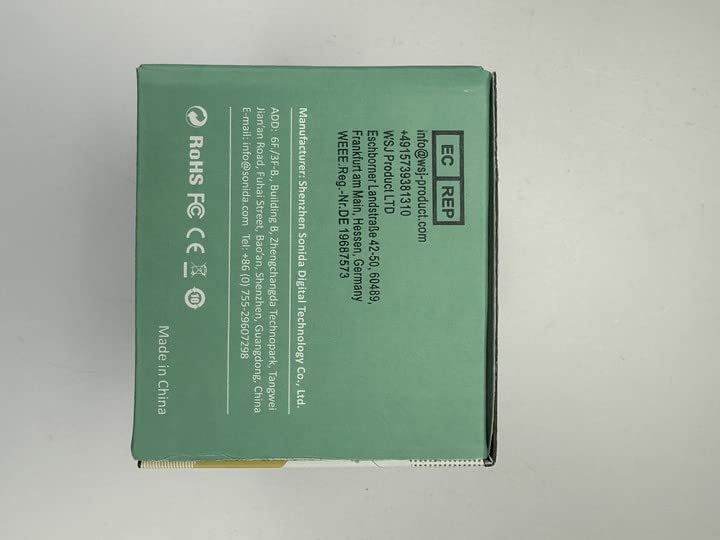 EC REP
info@wsj-product.com
+4915739381310
WSJ Product LTD
Eschborner Landstraße 42-50, 60489,
Frankfurt am Main, Hessen, Germany
WEEE.Reg.-Nr.DE 19687573
Manufacturer: Shenzhen Sonida Digital Technology Co., Ltd.
ADD: 6F./3F-B., Building B, Zhengchangda Technopark, Tangwei
Jian'an Road, Fuhai Street, Bao'an, Shenzhen, Guangdong, China
E-mail: info@sonida.com Tel: +86 (0) 755-29607298
RoHS FC CE 10
Made in China